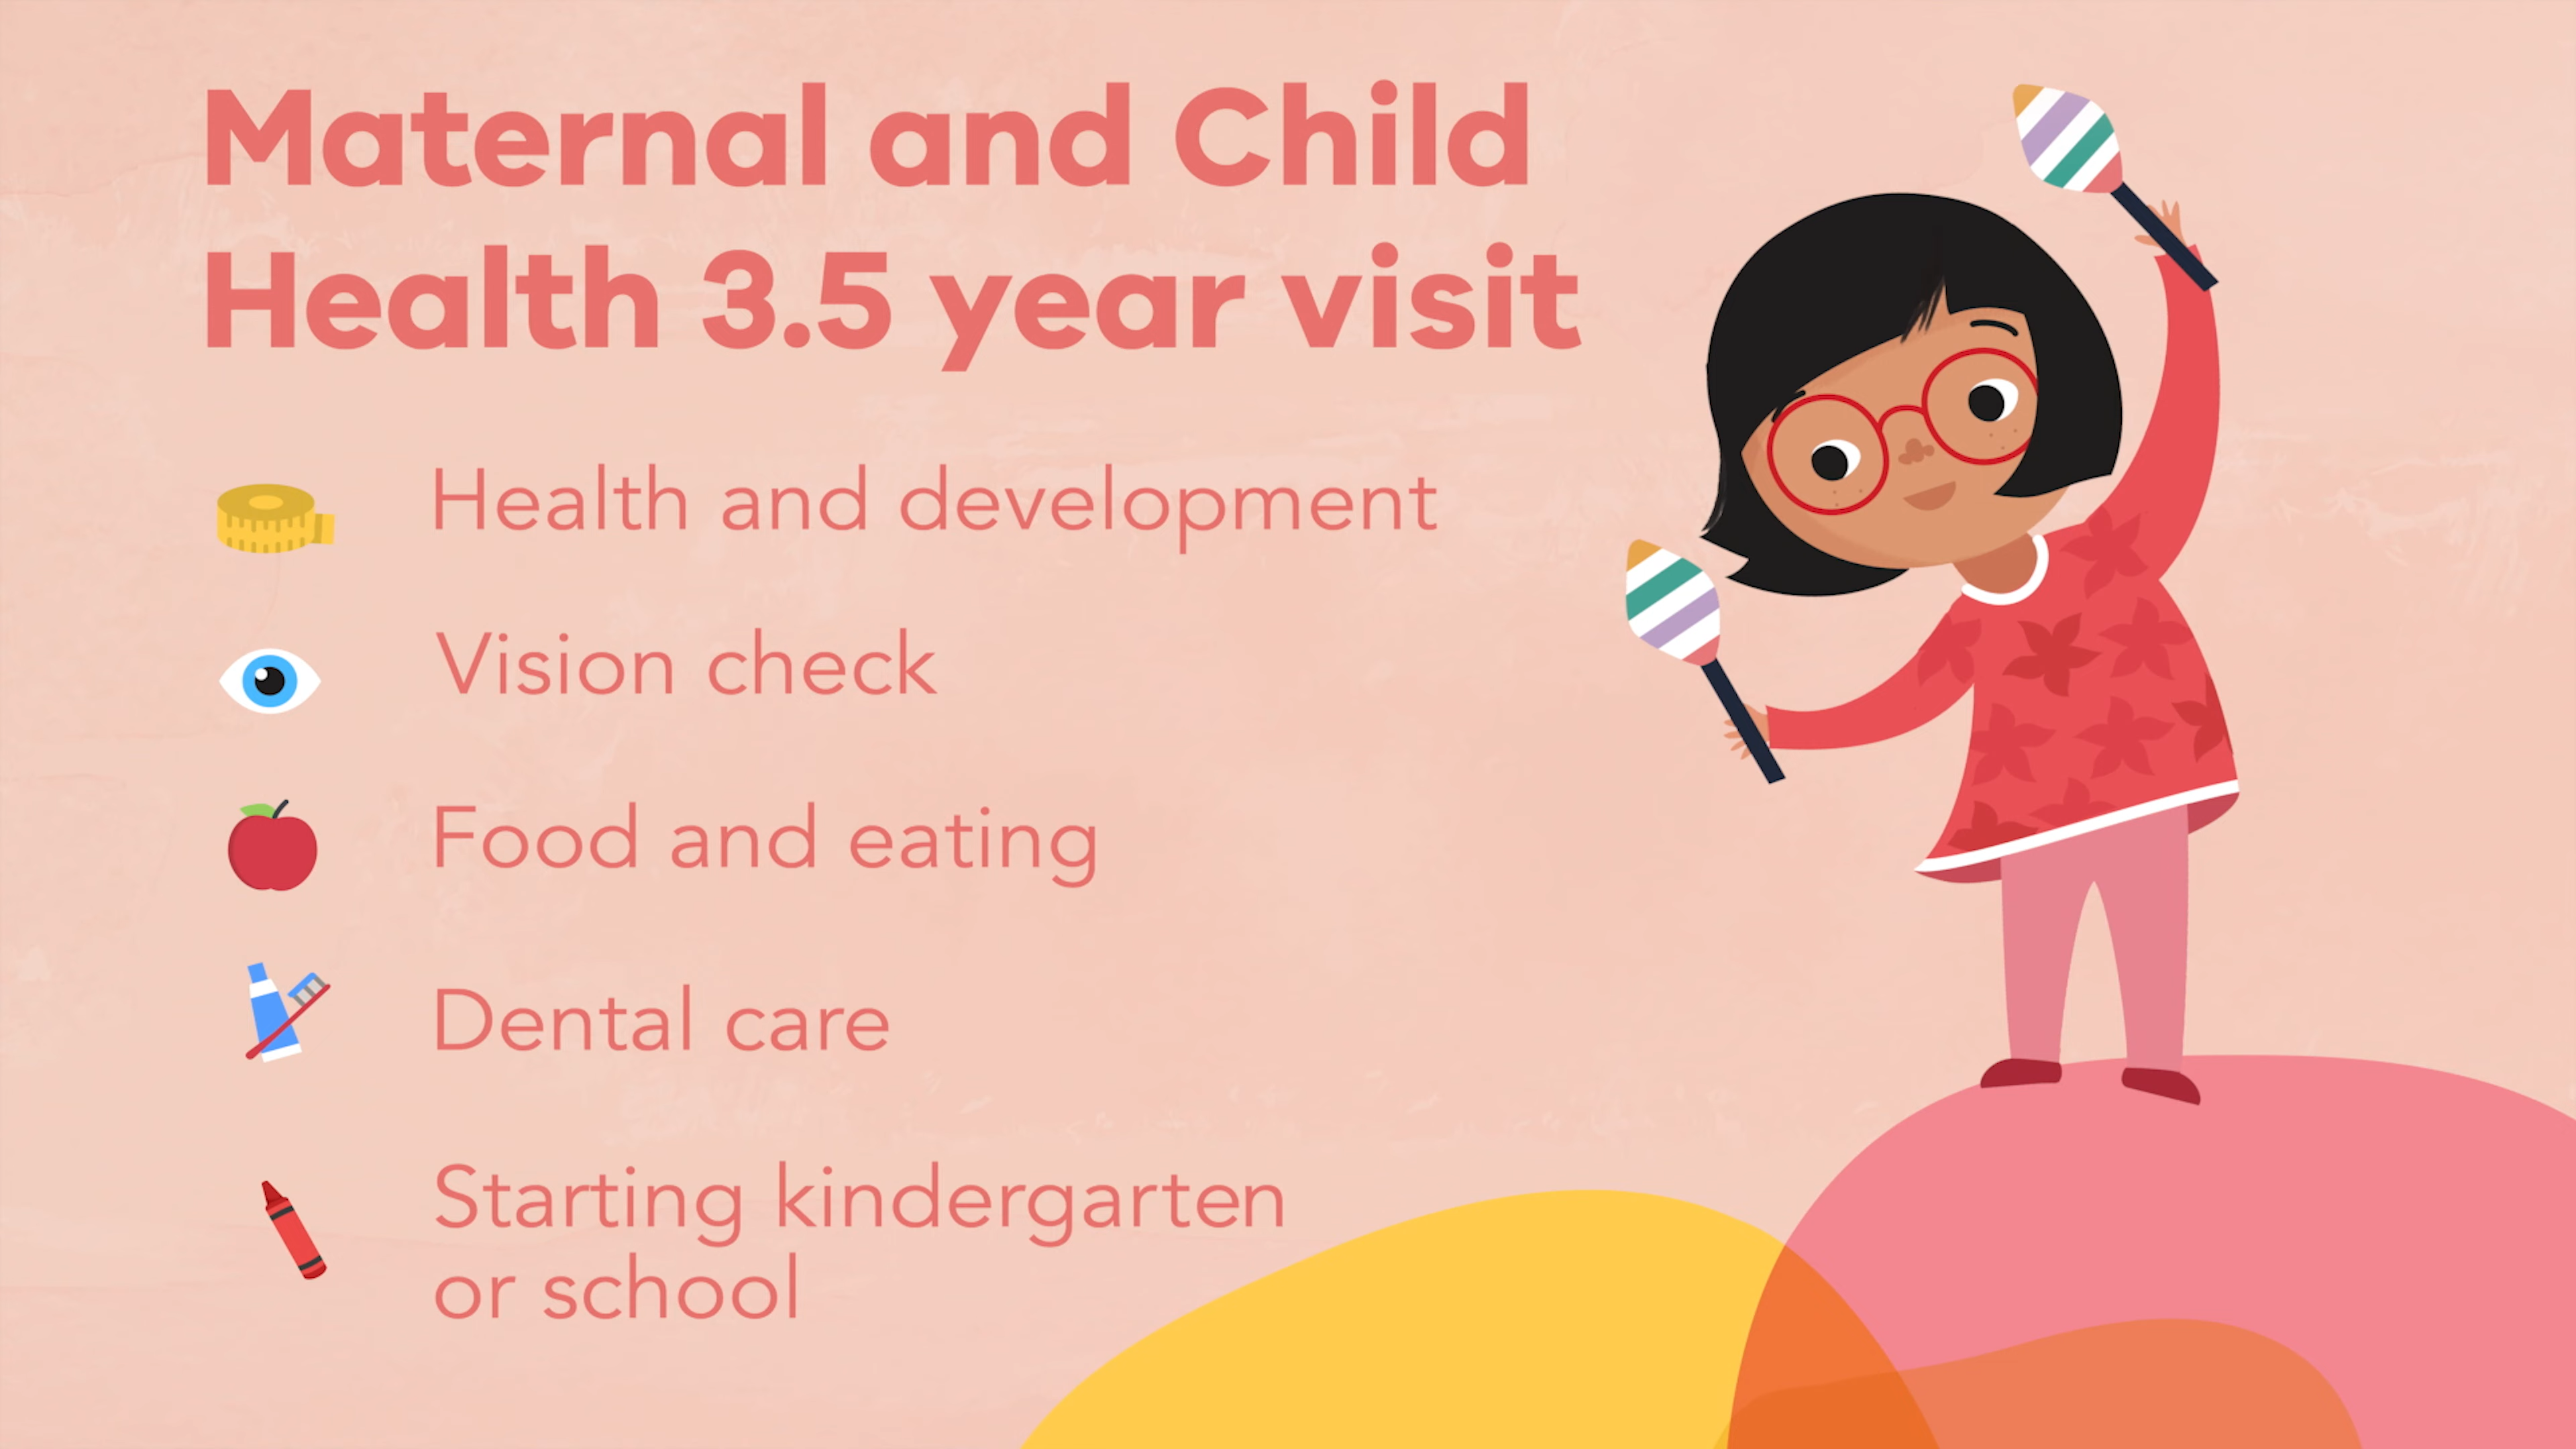 Maternal and Child
Health 3.5 year visit
Health and development
Vision check
Food and eating
Dental care
Starting kindergarten
or school